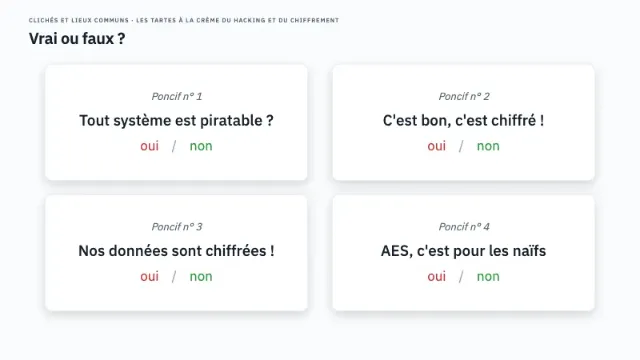 CLICHÉS ET LIEUX COMMUNS - LES TARTES À LA CRÈME DU HACKING ET DU CHIFFREMENT
Vrai ou faux ?
Poncif n° 1
Tout système est piratable ?
oui / non
Poncif n° 2
C'est bon, c'est chiffré !
oui / non
Poncif n° 3
Nos données sont chiffrées !
oui / non
Poncif n° 4
AES, c'est pour les naïfs
oui / non